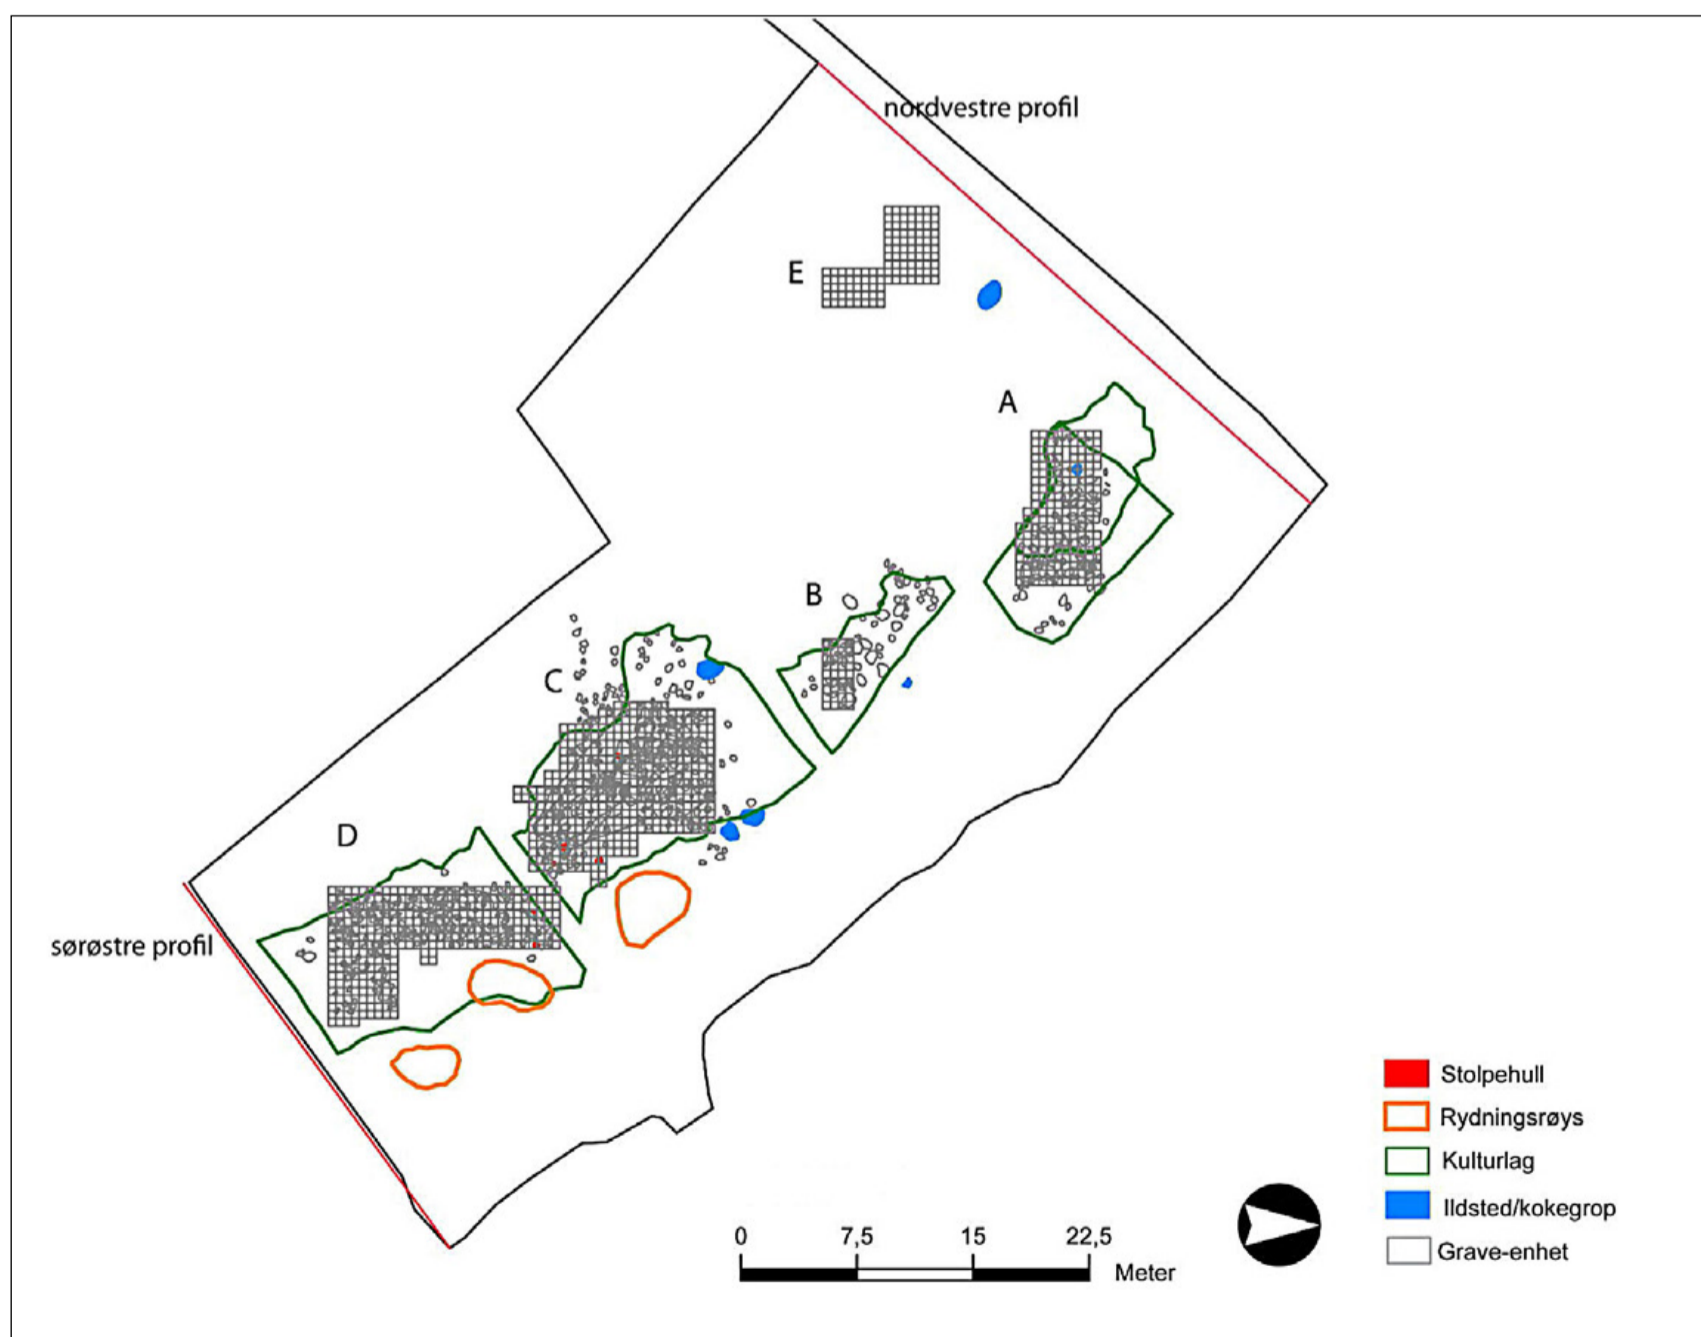 nordvestre profil
E
A
B
C
D
sørøstre profil
Stolpehull
Rydningsrøys
Kulturlag
Ildsted/kokegrop
Grave-enhet
0 7,5 15 22,5
Meter